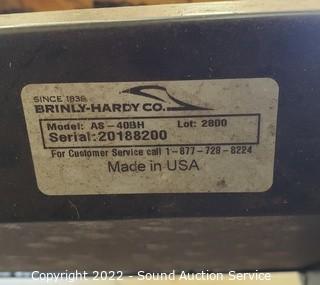 SINCE 1839
BRINLY-HARDY CO.
Model: AS-40BH Lot: 2800
Serial:20188200
For Customer Service call 1-877-728-8224
Made in USA
Copyright 2022 - Sound Auction Service